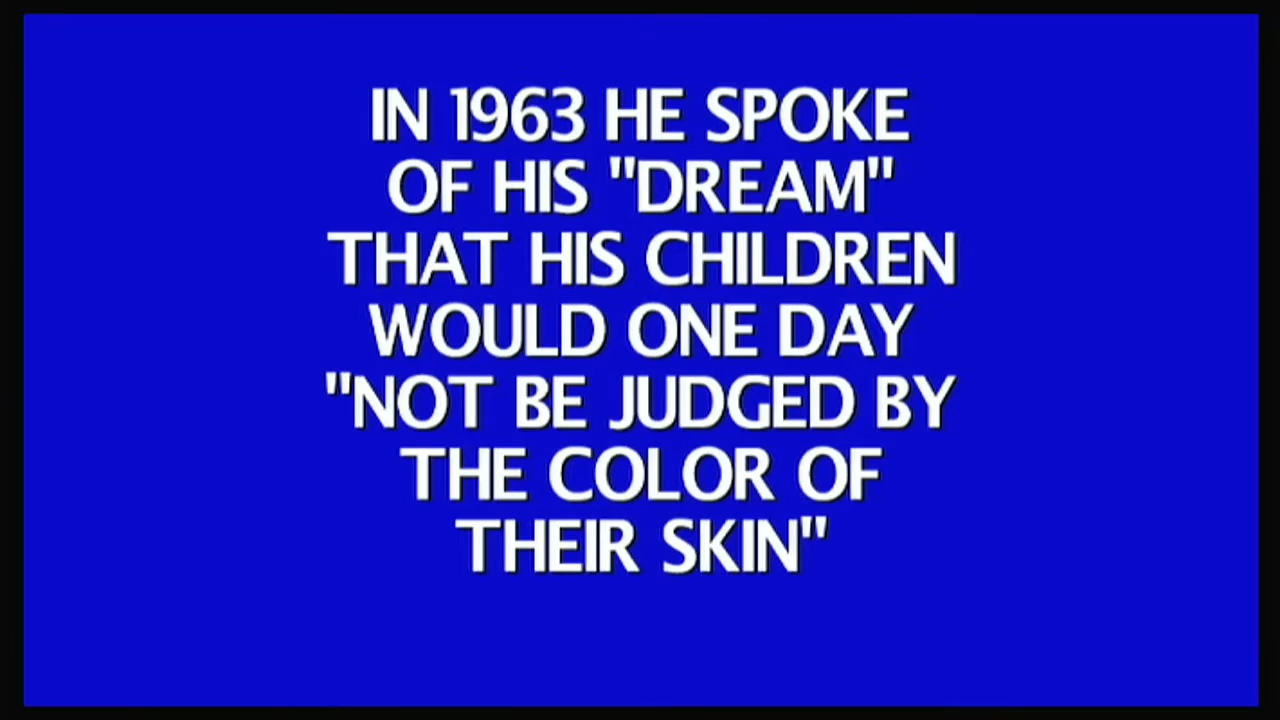 IN 1963 HE SPOKE
OF HIS "DREAM"
THAT HIS CHILDREN
WOULD ONE DAY
"NOT BE JUDGED BY
THE COLOR OF
THEIR SKIN"